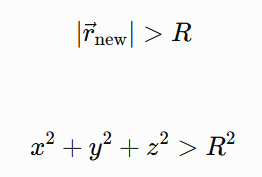 |r⃗_new| > R
x² + y² + z² > R²